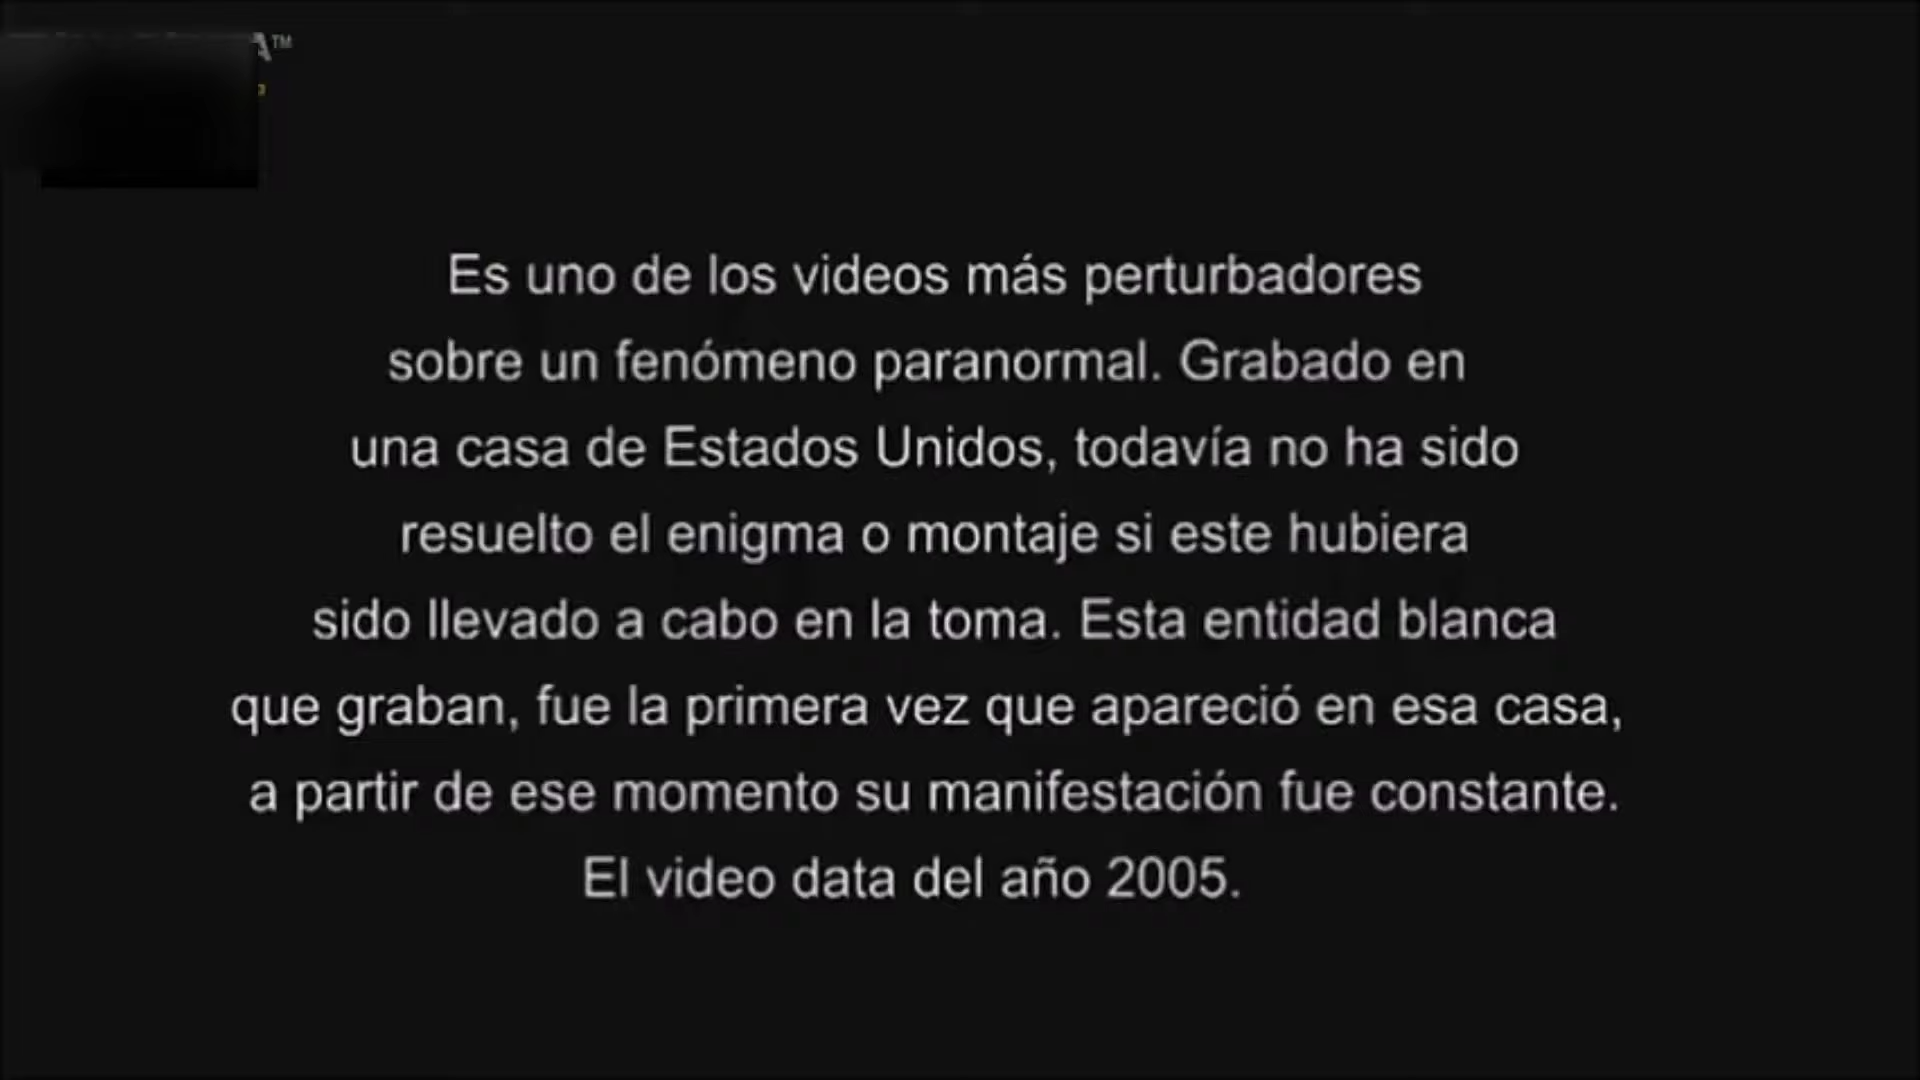 A™
Es uno de los videos más perturbadores
sobre un fenómeno paranormal. Grabado en
una casa de Estados Unidos, todavía no ha sido
resuelto el enigma o montaje si este hubiera
sido llevado a cabo en la toma. Esta entidad blanca
que graban, fue la primera vez que apareció en esa casa,
a partir de ese momento su manifestación fue constante.
El video data del año 2005.